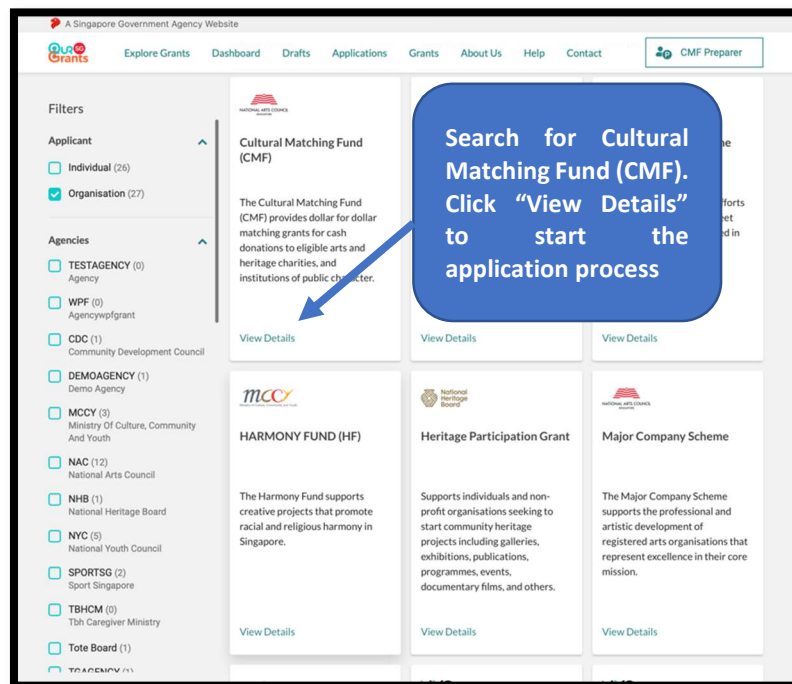 A Singapore Government Agency Website
OurSG Grants
Explore Grants
Dashboard
Drafts
Applications
Grants
About Us
Help
Contact
CMF Preparer
Filters
Applicant
Individual (26)
Organisation (27)
Agencies
TESTAGENCY (0)
Agency
WPF (0)
Agencywpfgrant
CDC (1)
Community Development Council
DEMOAGENCY (1)
Demo Agency
MCCY (3)
Ministry Of Culture, Community
And Youth
NAC (12)
National Arts Council
NHB (1)
National Heritage Board
NYC (5)
National Youth Council
SPORTSG (2)
Sport Singapore
TBHCM (0)
Tbh Caregiver Ministry
Tote Board (1)
TGAGENCY (1)
NATIONAL ARTS COUNCIL
Cultural Matching Fund
(CMF)
The Cultural Matching Fund
(CMF) provides dollar for dollar
matching grants for cash
donations to eligible arts and
heritage charities, and
institutions of public character.
View Details
Search for Cultural
Matching Fund (CMF).
Click “View Details”
to start the
application process
View Details
View Details
mccy
HARMONY FUND (HF)
The Harmony Fund supports
creative projects that promote
racial and religious harmony in
Singapore.
View Details
National
Heritage
Board
Heritage Participation Grant
Supports individuals and non-
profit organisations seeking to
start community heritage
projects including galleries,
exhibitions, publications,
programmes, events,
documentary films, and others.
View Details
NATIONAL ARTS COUNCIL
Major Company Scheme
The Major Company Scheme
supports the professional and
artistic development of
registered arts organisations that
represent excellence in their core
mission.
View Details